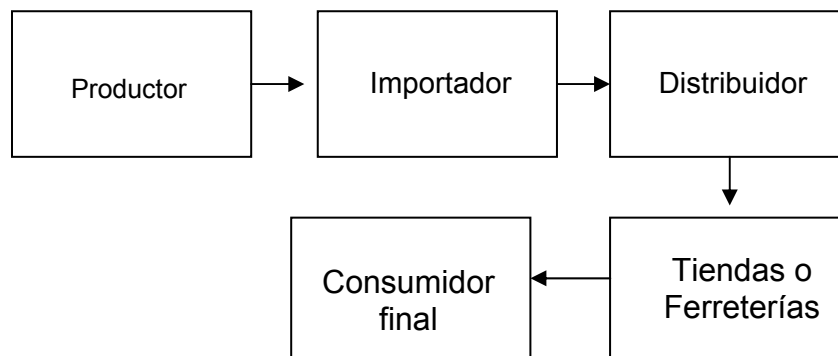 Productor
Importador
Distribuidor
Tiendas o
Ferreterías
Consumidor
final